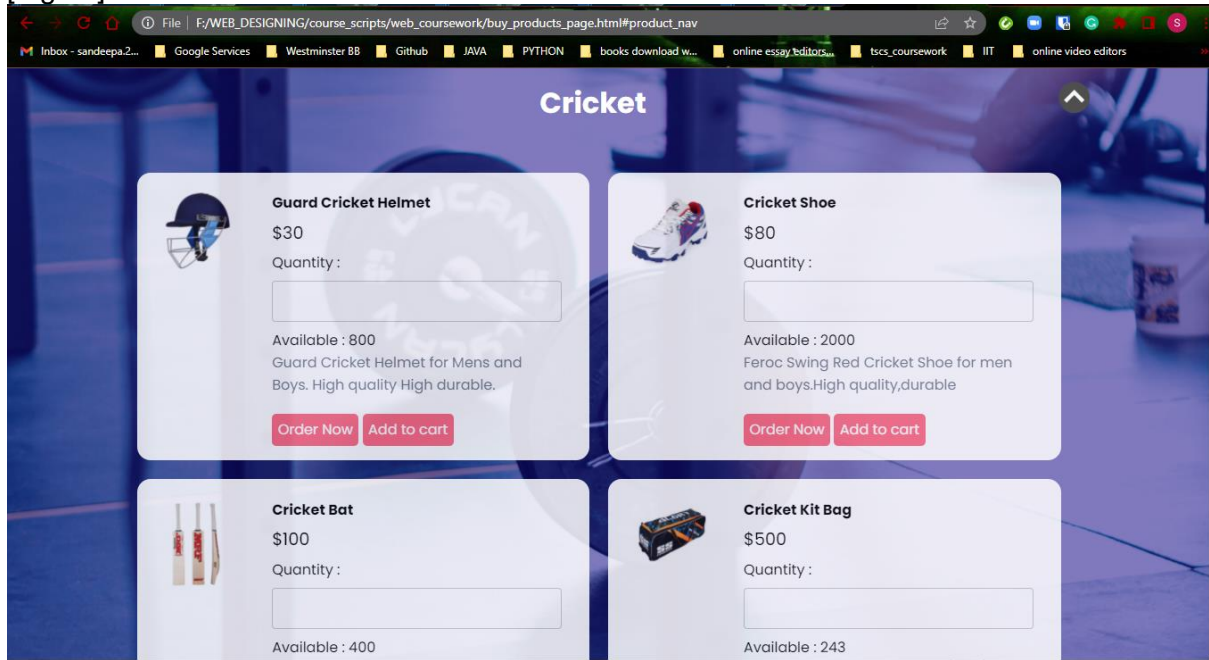 File | F:/WEB_DESIGNING/course_scripts/web_coursework/buy_products_page.html#product_nav
Inbox - sandeepa.2... Google Services Westminster BB Github JAVA PYTHON books download w... online essay editors... tscs_coursework IIT online video editors
Cricket
Guard Cricket Helmet
$30
Quantity :
Available : 800
Guard Cricket Helmet for Mens and
Boys. High quality High durable.
Order Now Add to cart
Cricket Shoe
$80
Quantity :
Available : 2000
Feroc Swing Red Cricket Shoe for men
and boys.High quality,durable
Order Now Add to cart
Cricket Bat
$100
Quantity :
Available : 400
Cricket Kit Bag
$500
Quantity :
Available : 243